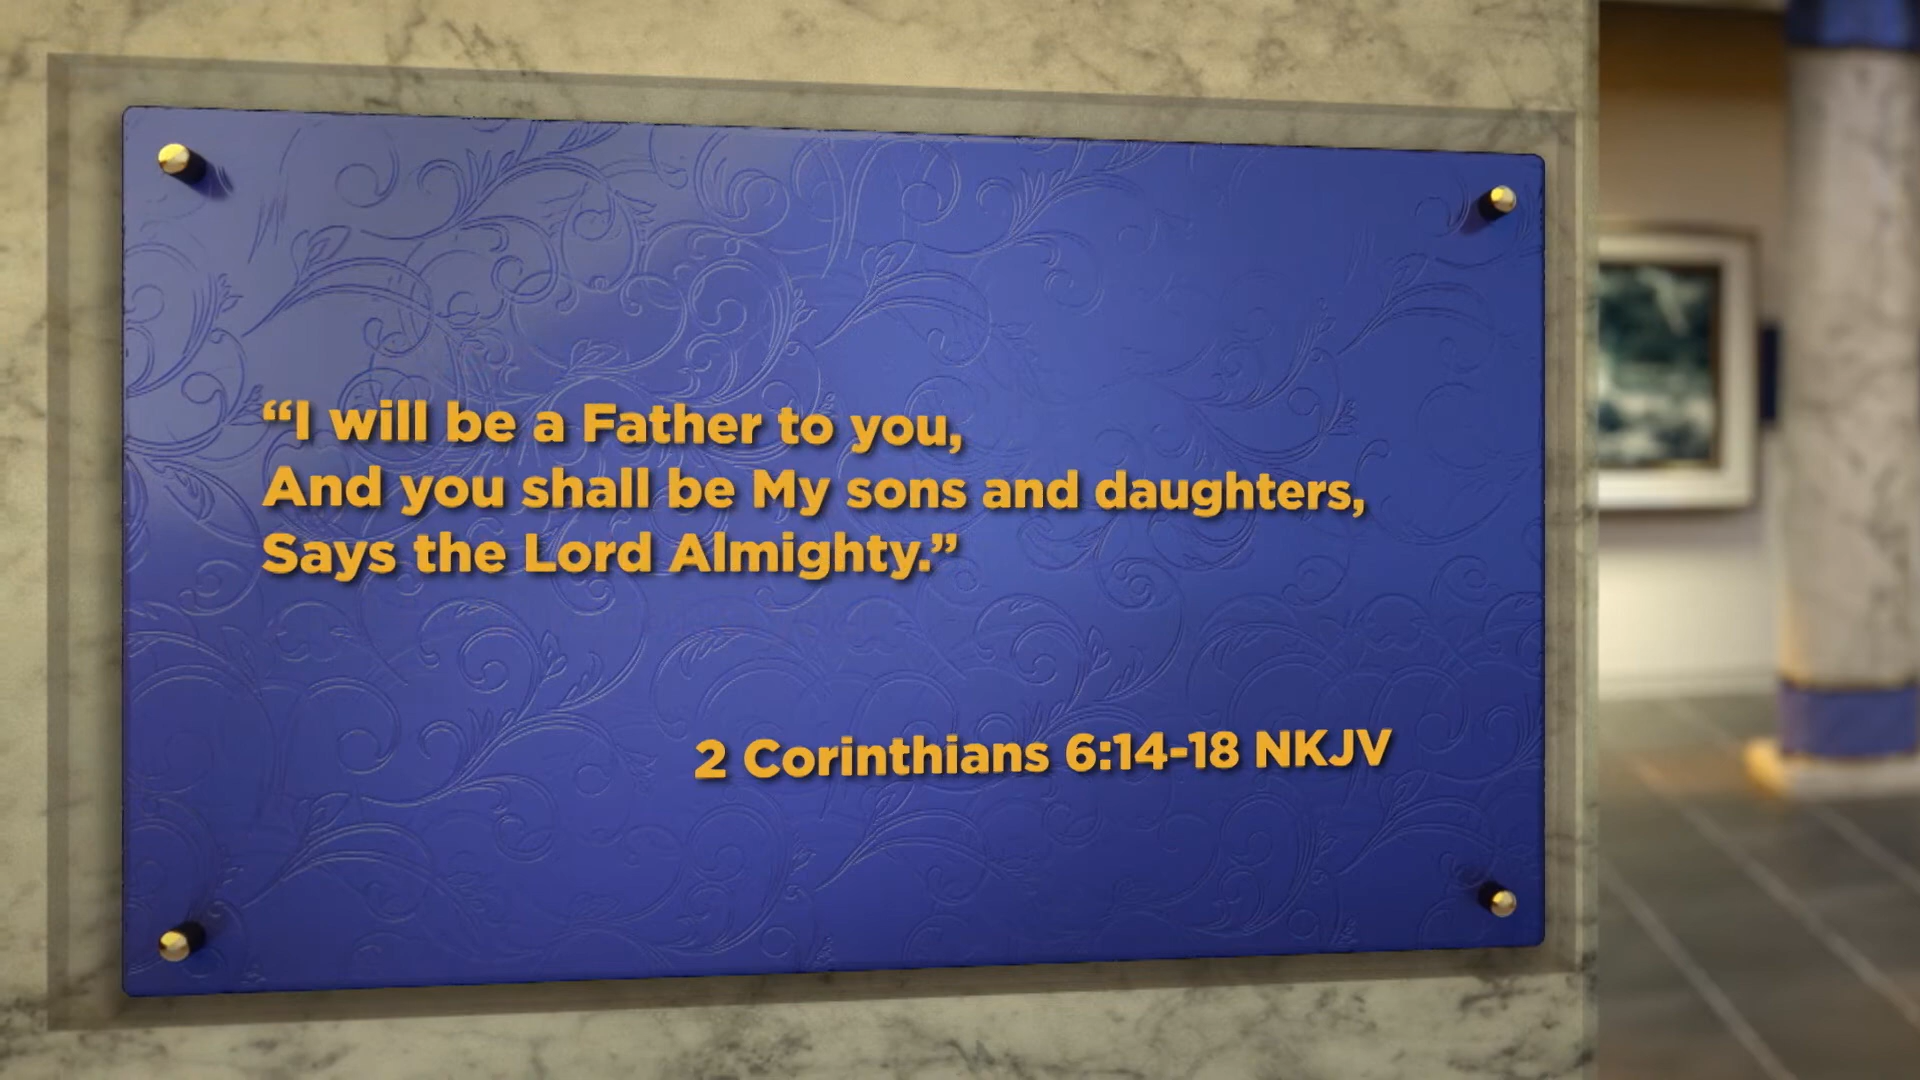 “I will be a Father to you,
And you shall be My sons and daughters,
Says the Lord Almighty.”
2 Corinthians 6:14-18 NKJV